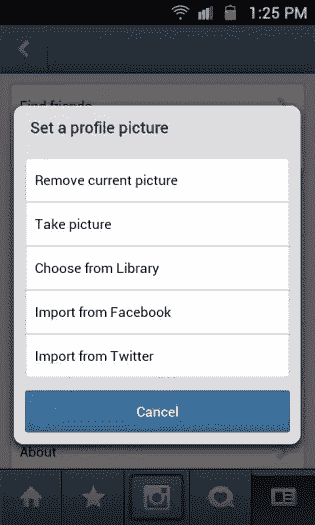 1:25 PM
Find friends
Set a profile picture
Remove current picture
Take picture
Choose from Library
Import from Facebook
Import from Twitter
Cancel
About